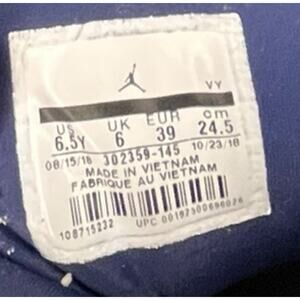 VY
US UK EUR cm
6.5Y 6 39 24.5
08/15/18 302359-145 10/23/18
MADE IN VIETNAM
FABRIQUE AU VIETNAM
108715232
UPC